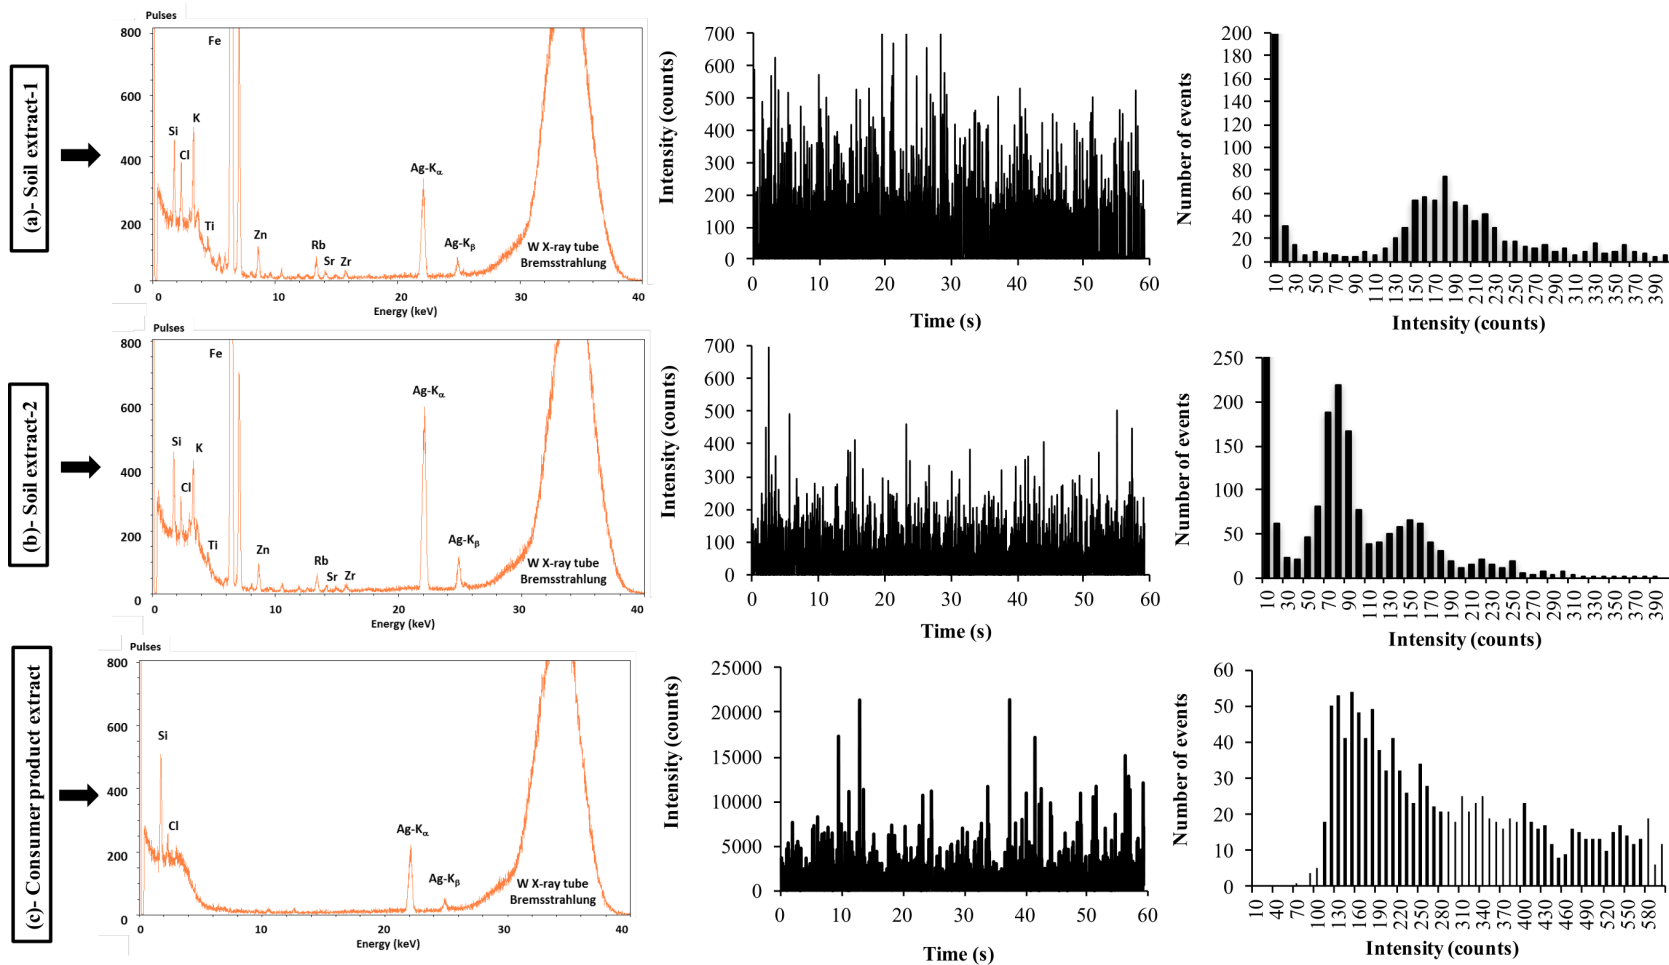 (a)- Soil extract-1
Pulses
800
600
400
200
0
Fe
Si
K
Cl
Ti
Zn
Rb
Sr
Zr
Ag-Kα
Ag-Kβ
W X-ray tube
Bremsstrahlung
0 10 20 30 40
Energy (keV)
Intensity (counts)
700
600
500
400
300
200
100
0
0 10 20 30 40 50 60
Time (s)
Number of events
200
180
160
140
120
100
80
60
40
20
0
10 30 50 70 90 110 130 150 170 190 210 230 250 270 290 310 330 350 370 390
Intensity (counts)
(b)- Soil extract-2
Pulses
800
600
400
200
0
Fe
Si
K
Cl
Ti
Zn
Rb
Sr
Zr
Ag-Kα
Ag-Kβ
W X-ray tube
Bremsstrahlung
0 10 20 30 40
Energy (keV)
Intensity (counts)
700
600
500
400
300
200
100
0
0 10 20 30 40 50 60
Time (s)
Number of events
250
200
150
100
50
0
10 30 50 70 90 110 130 150 170 190 210 230 250 270 290 310 330 350 370 390
Intensity (counts)
(c)- Consumer product extract
Pulses
800
600
400
200
0
Si
Cl
Ag-Kα
Ag-Kβ
W X-ray tube
Bremsstrahlung
0 10 20 30 40
Energy (keV)
Intensity (counts)
25000
20000
15000
10000
5000
0
0 10 20 30 40 50 60
Time (s)
Number of events
60
50
40
30
20
10
0
10 40 70 100 130 160 190 220 250 280 310 340 370 400 430 460 490 520 550 580
Intensity (counts)